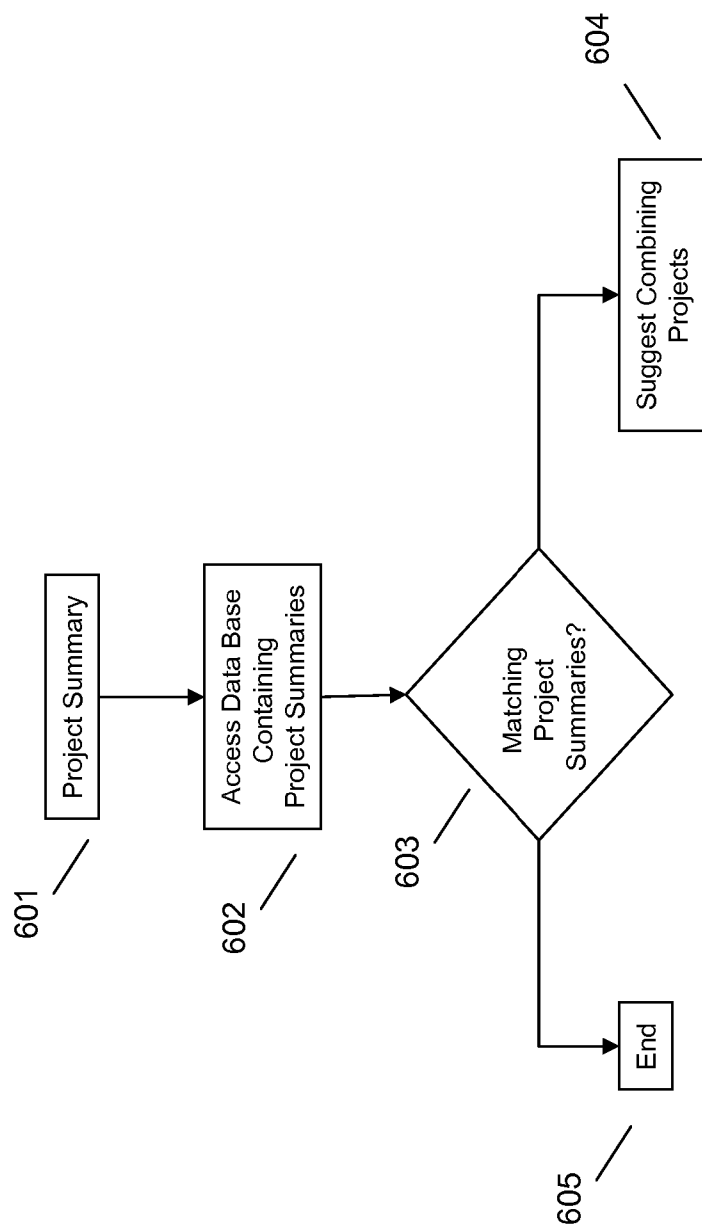 601
Project Summary
602
Access Data Base
Containing
Project Summaries
603
Matching
Project
Summaries?
605
End
604
Suggest Combining
Projects